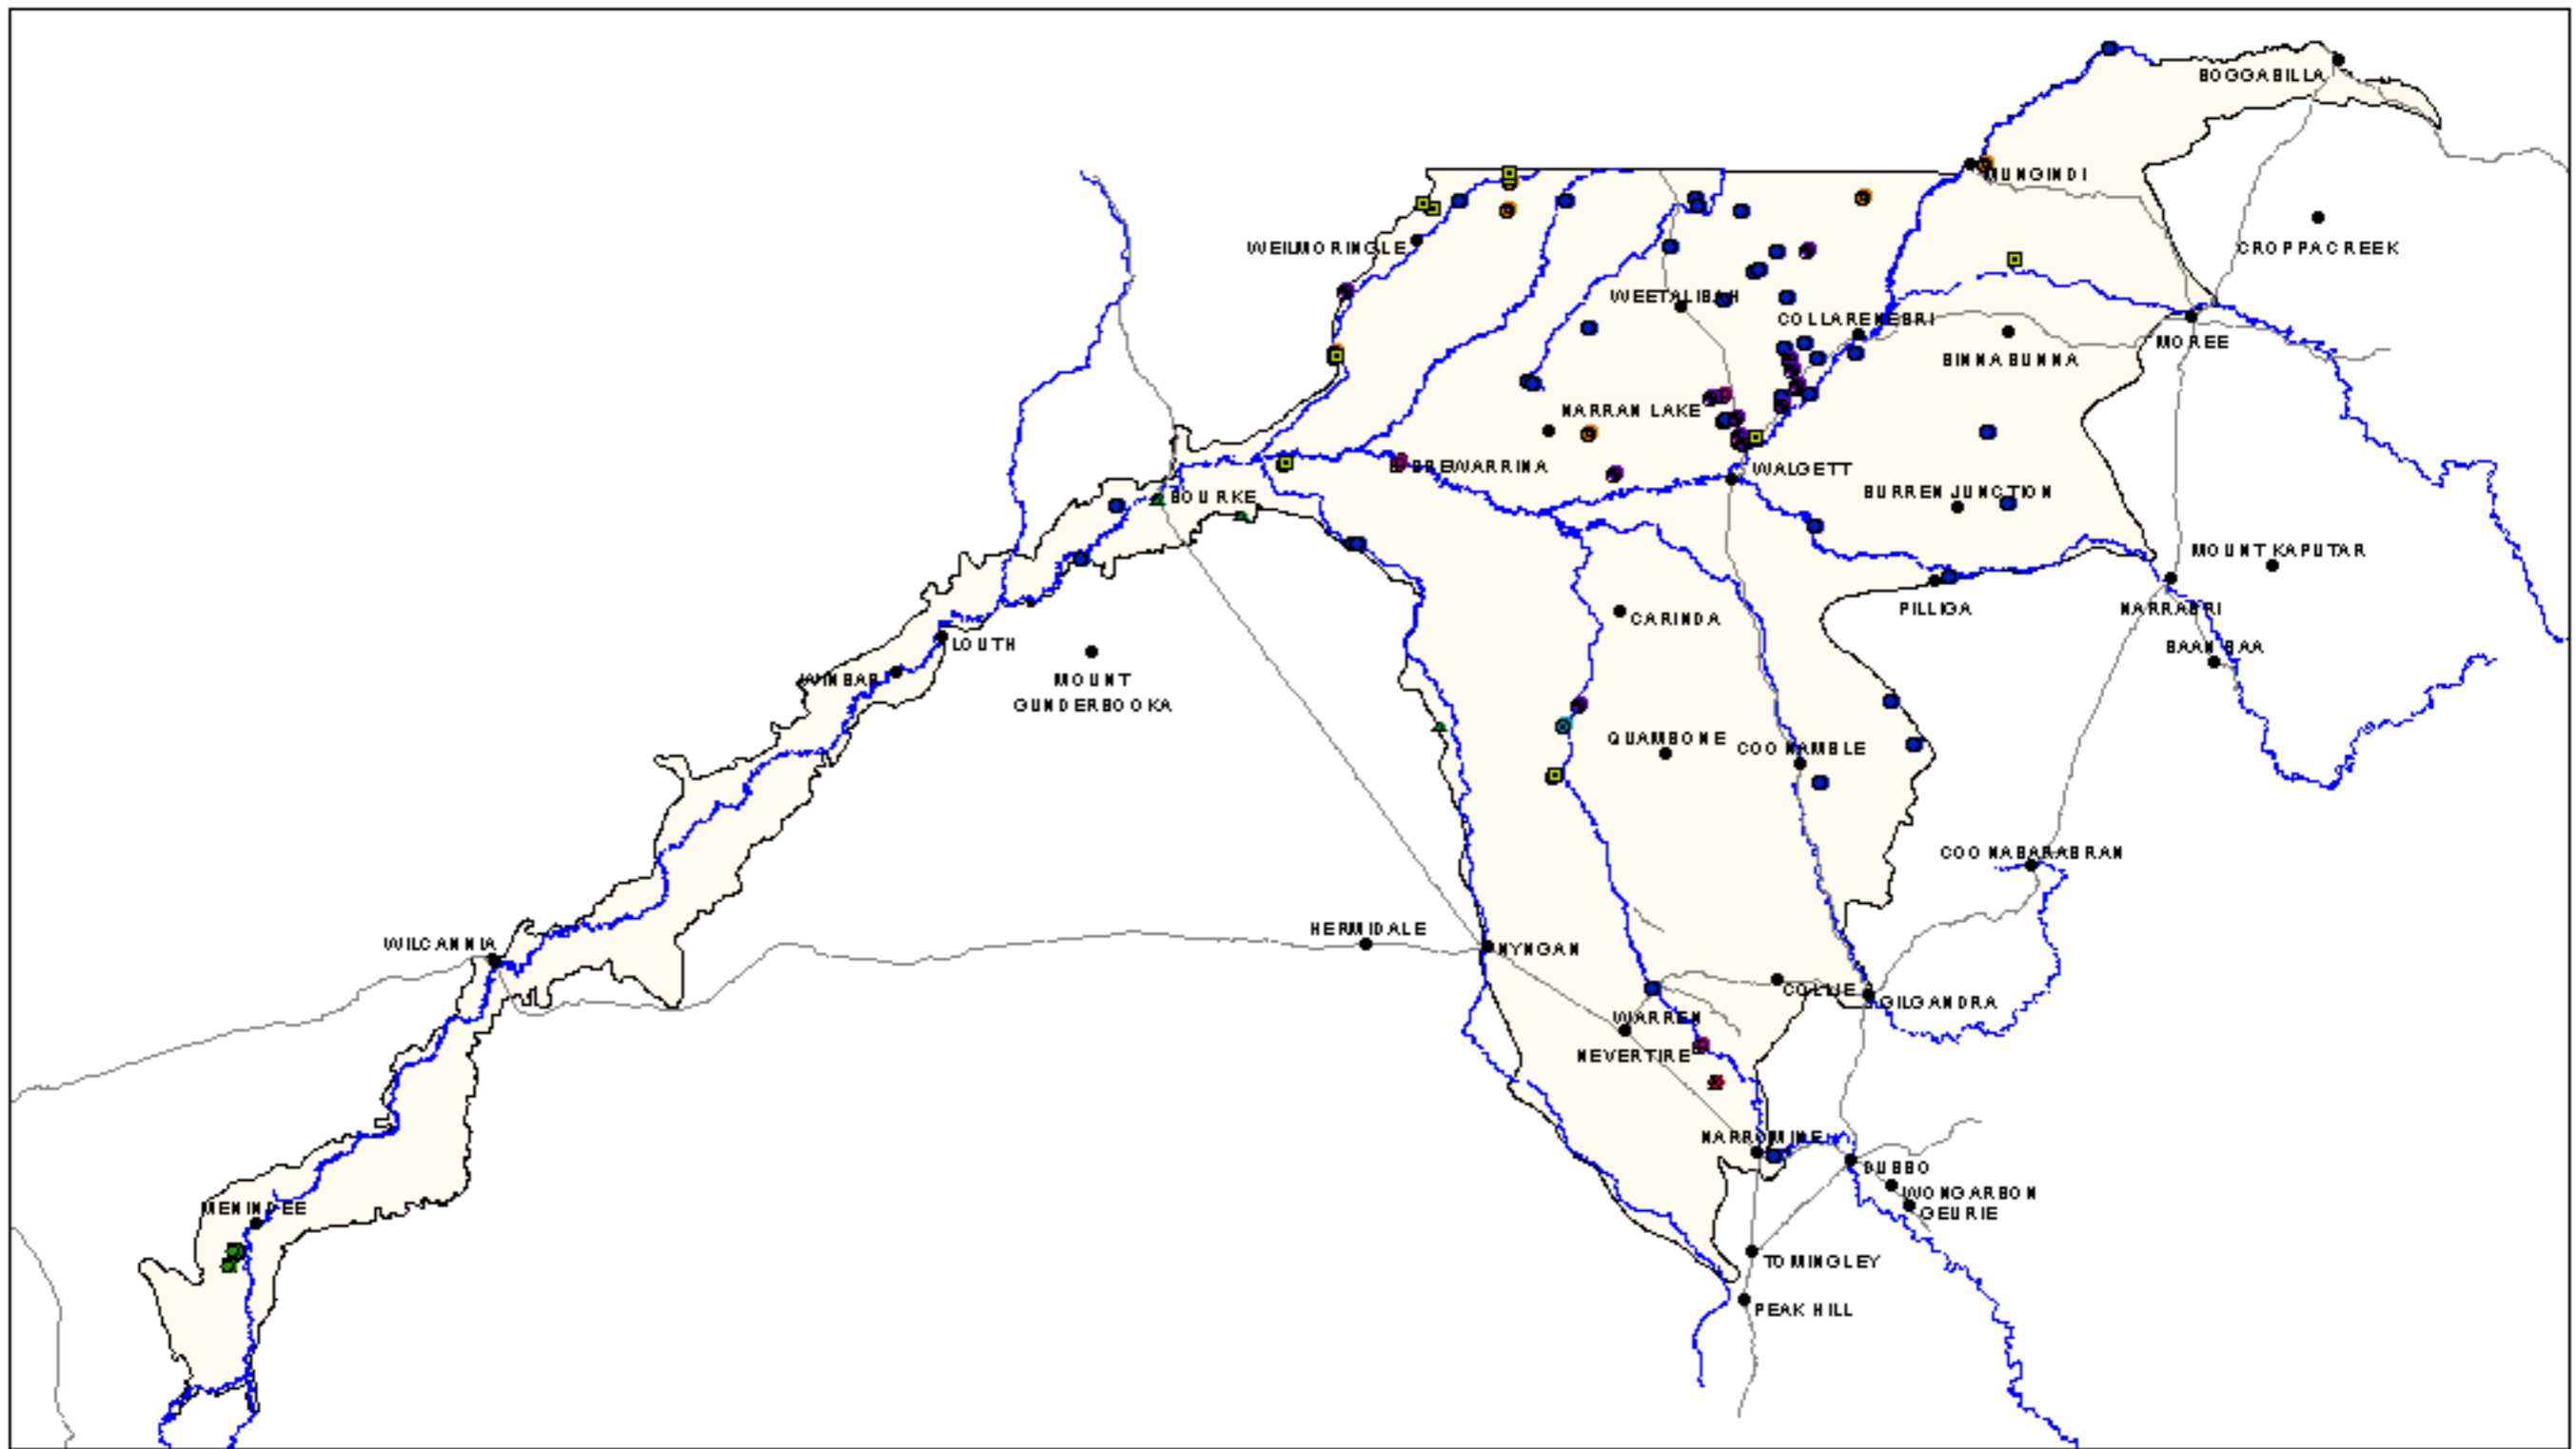 BOGGABILLA
MUNGINDI
CROPPA CREEK
WEILMORINGLE
WEETALIBAH
COLLARENEBRI
MOREE
BINNA BUNNA
NARRAN LAKE
BREWARRINA
WALGETT
BOURKE
BURREN JUNCTION
MOUNT KAPUTAR
PILLIGA
NARRABRI
CARINDA
LOUTH
BAAN BAA
WINBAR
MOUNT
GUNDERBOOKA
QUAMBONE
COONAMBLE
COONABARABRAN
HERMIDALE
WILCANNIA
NYNGAN
COLLIE
GILGANDRA
WARREN
NEVERTIRE
NARROMINE
DUBBO
WONGARBON
MENINDEE
GEURIE
TOMINGLEY
PEAK HILL